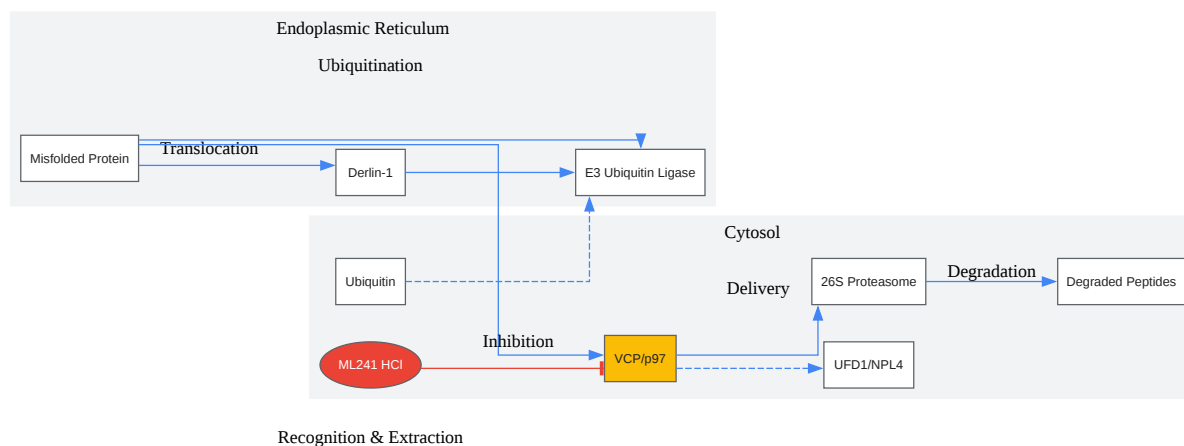 Endoplasmic Reticulum
Ubiquitination
Misfolded Protein
Translocation
Derlin-1
E3 Ubiquitin Ligase
Cytosol
Ubiquitin
Delivery
26S Proteasome
Degradation
Degraded Peptides
Inhibition
ML241 HCl
VCP/p97
UFD1/NPL4
Recognition & Extraction